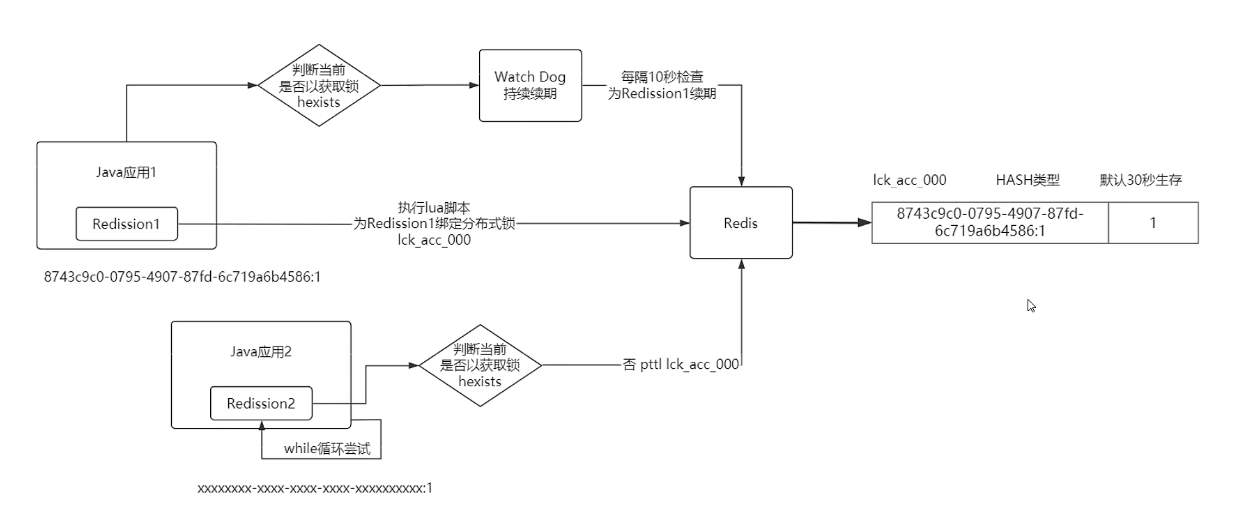 判断当前
是否以获取锁
hexists
Watch Dog
持续续期
每隔10秒检查
为Redission1续期
Java应用1
Redission1
8743c9c0-0795-4907-87fd-6c719a6b4586:1
执行lua脚本
为Redission1绑定分布式锁
lck_acc_000
Redis
lck_acc_000
HASH类型
默认30秒生存
8743c9c0-0795-4907-87fd-
6c719a6b4586:1
1
Java应用2
Redission2
while循环尝试
xxxxxxxx-xxxx-xxxx-xxxx-xxxxxxxxxx:1
判断当前
是否以获取锁
hexists
否 pttl lck_acc_000